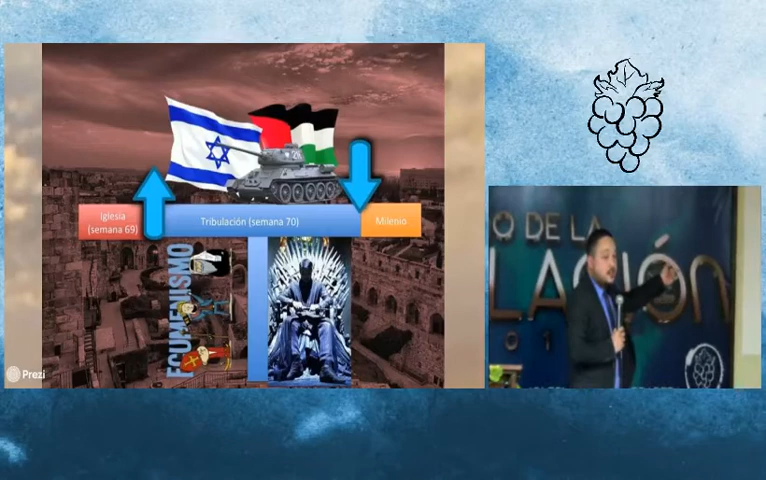 Iglesia
(semana 69)
Tribulación (semana 70)
Milenio
ECUMENISMO
Prezi
O DE LA
LACIÓN